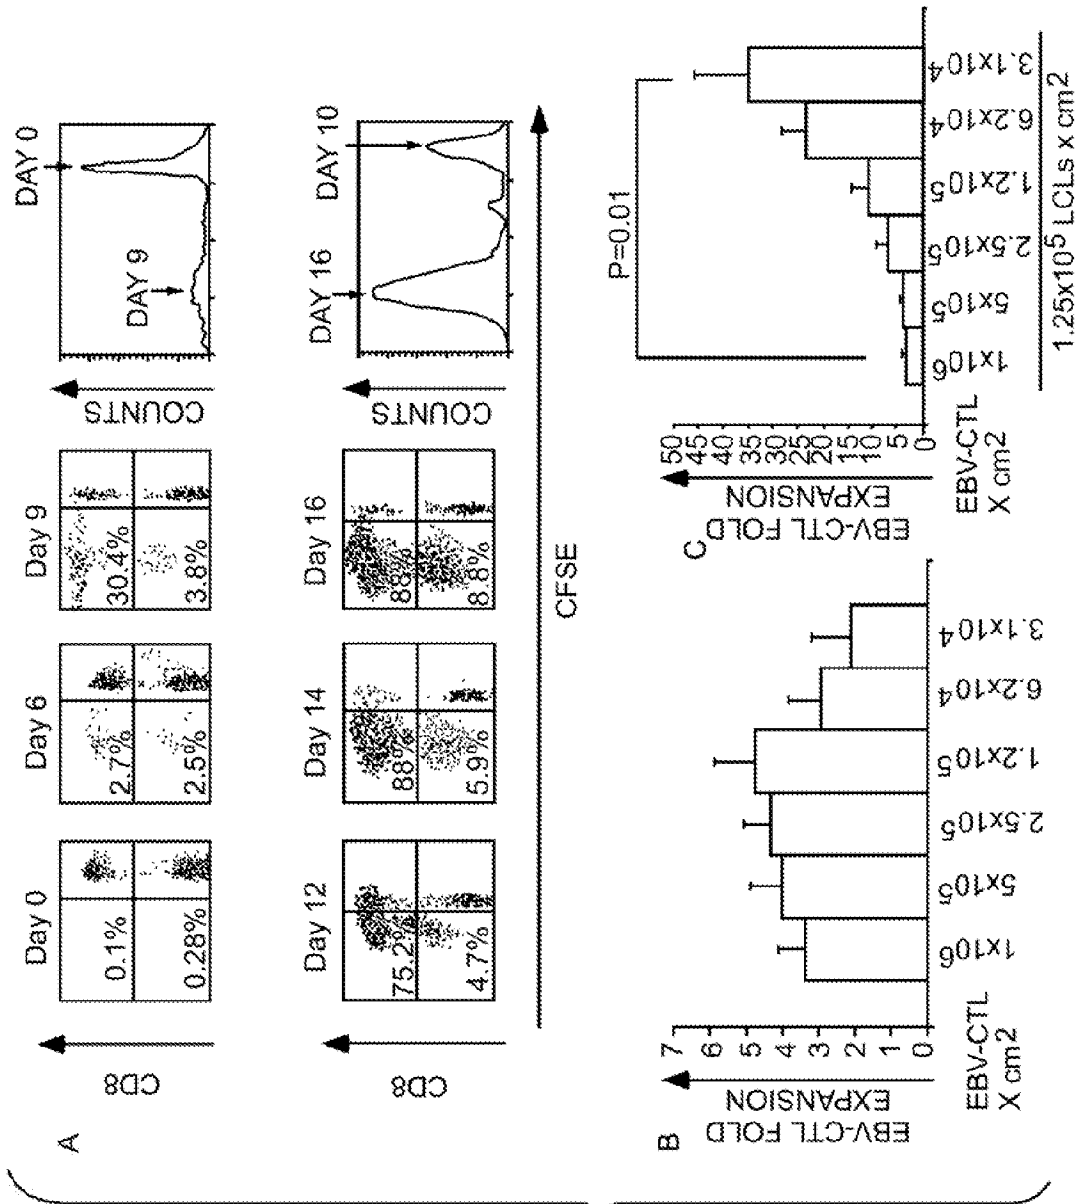 A
CD8
Day 0
0.1%
0.28%
Day 6
2.7%
2.5%
Day 9
30.4%
3.8%
COUNTS
DAY 9
DAY 0
CD8
Day 12
75.2%
4.7%
Day 14
88%
5.9%
Day 16
88%
8.8%
COUNTS
DAY 16
DAY 10
CFSE
B
EBV-CTL FOLD
EXPANSION
7
6
5
4
3
2
1
0
EBV-CTL
X cm2
1x10⁶
5x10⁵
2.5x10⁵
1.2x10⁵
6.2x10⁴
3.1x10⁴
C
EBV-CTL FOLD
EXPANSION
50
45
40
35
30
25
20
15
10
5
0
P=0.01
EBV-CTL
X cm2
1x10⁶
5x10⁵
2.5x10⁵
1.2x10⁵
6.2x10⁴
3.1x10⁴
1.25x10⁵ LCLs x cm2